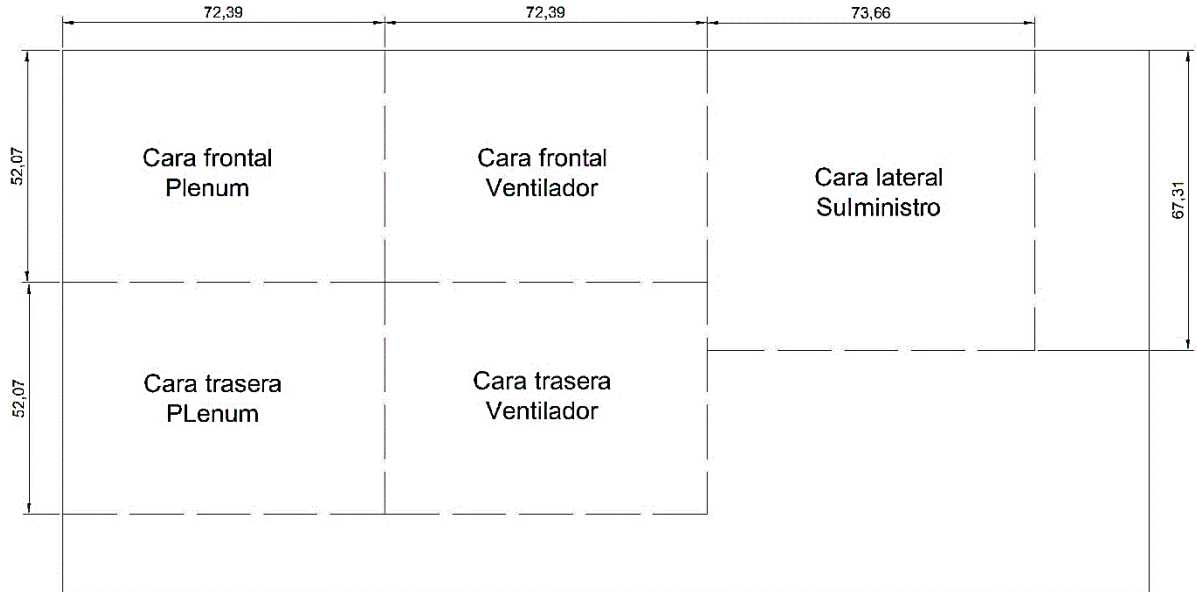 72,39
72,39
73,66
52,07
Cara frontal
Plenum
Cara frontal
Ventilador
Cara lateral
Sulministro
67,31
52,07
Cara trasera
PLenum
Cara trasera
Ventilador